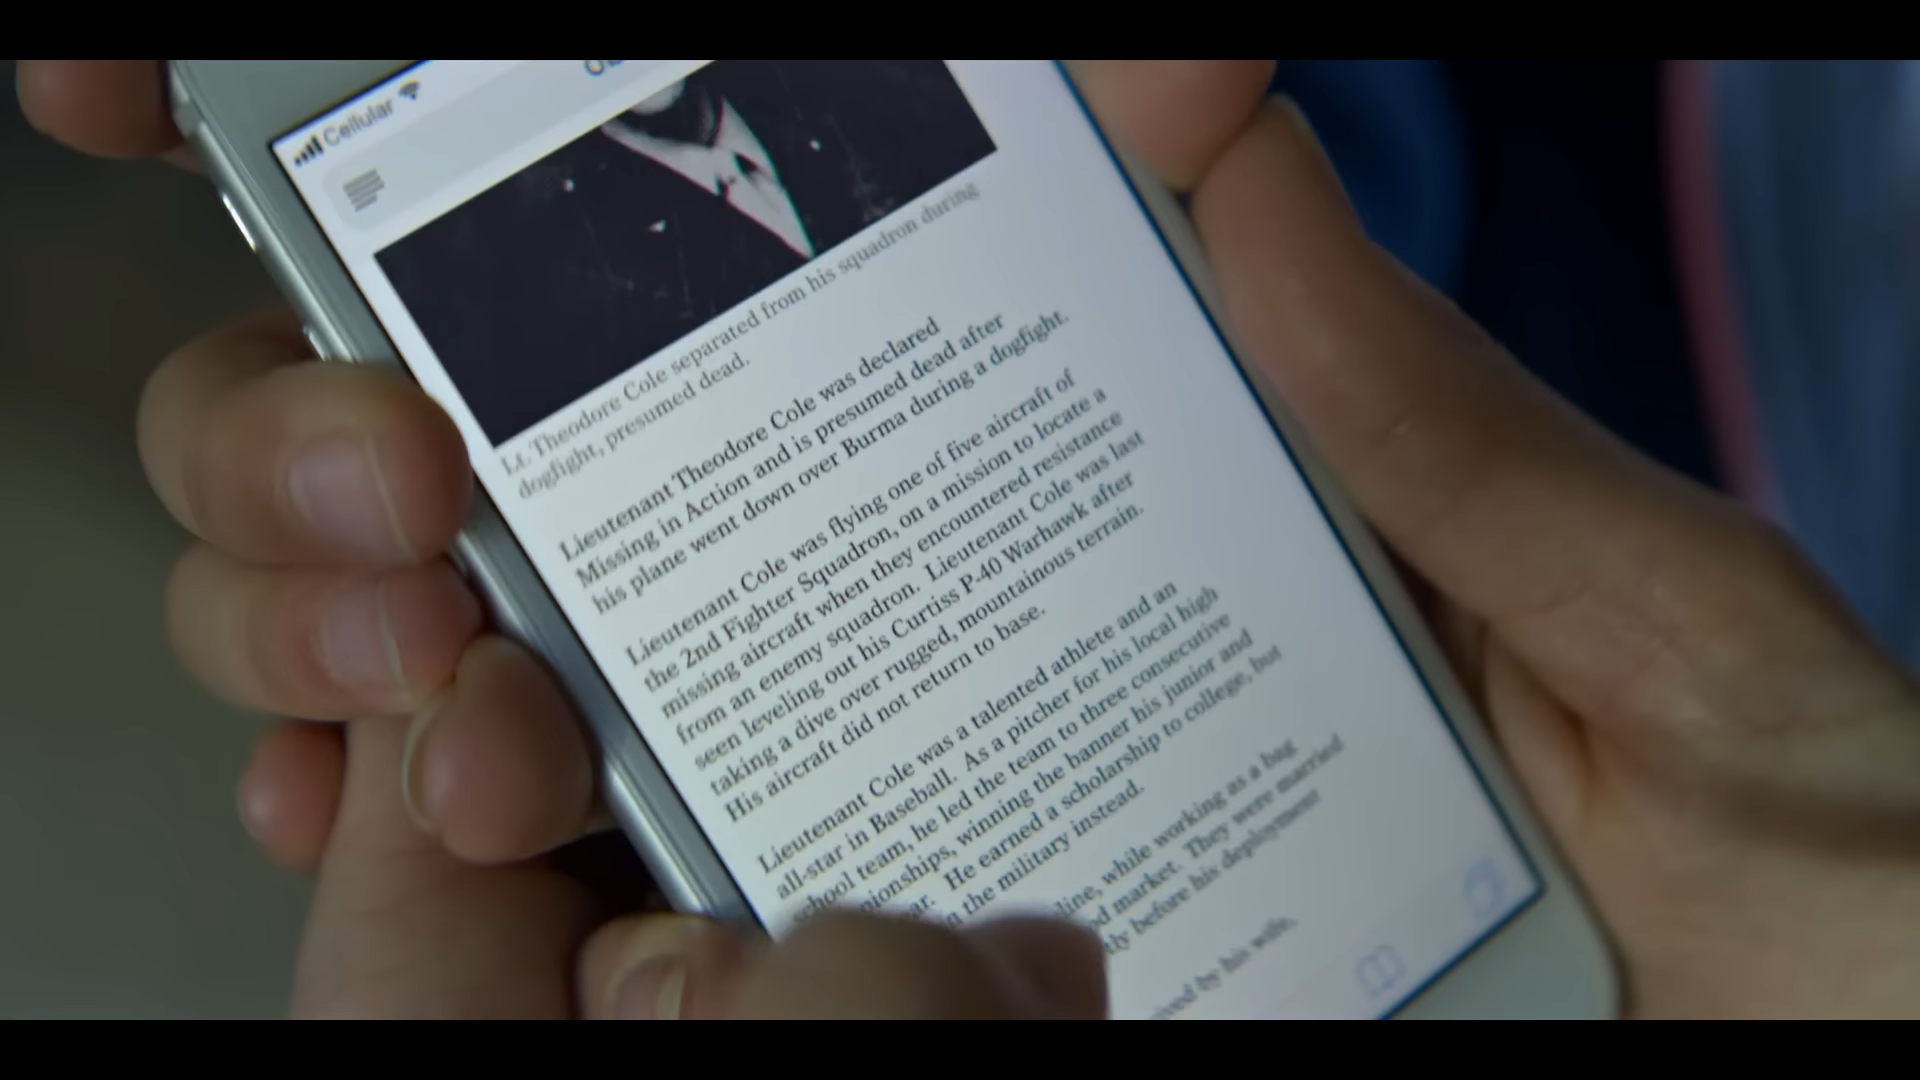 Cellular
Lt. Theodore Cole separated from his squadron during
dogfight, presumed dead.
Lieutenant Theodore Cole was declared
Missing in Action and is presumed dead after
his plane went down over Burma during a dogfight.
Lieutenant Cole was flying one of five aircraft of
the 2nd Fighter Squadron, on a mission to locate a
missing aircraft when they encountered resistance
from an enemy squadron. Lieutenant Cole was last
seen leveling out his Curtiss P-40 Warhawk after
taking a dive over rugged, mountainous terrain.
His aircraft did not return to base.
Lieutenant Cole was a talented athlete and an
all-star in Baseball. As a pitcher for his local high
school team, he led the team to three consecutive
pionships, winning the banner his junior and
ar. He earned a scholarship to college, but
in the military instead.
line, while working as a bag
od market. They were married
tly before his deployment
ived by his wife,